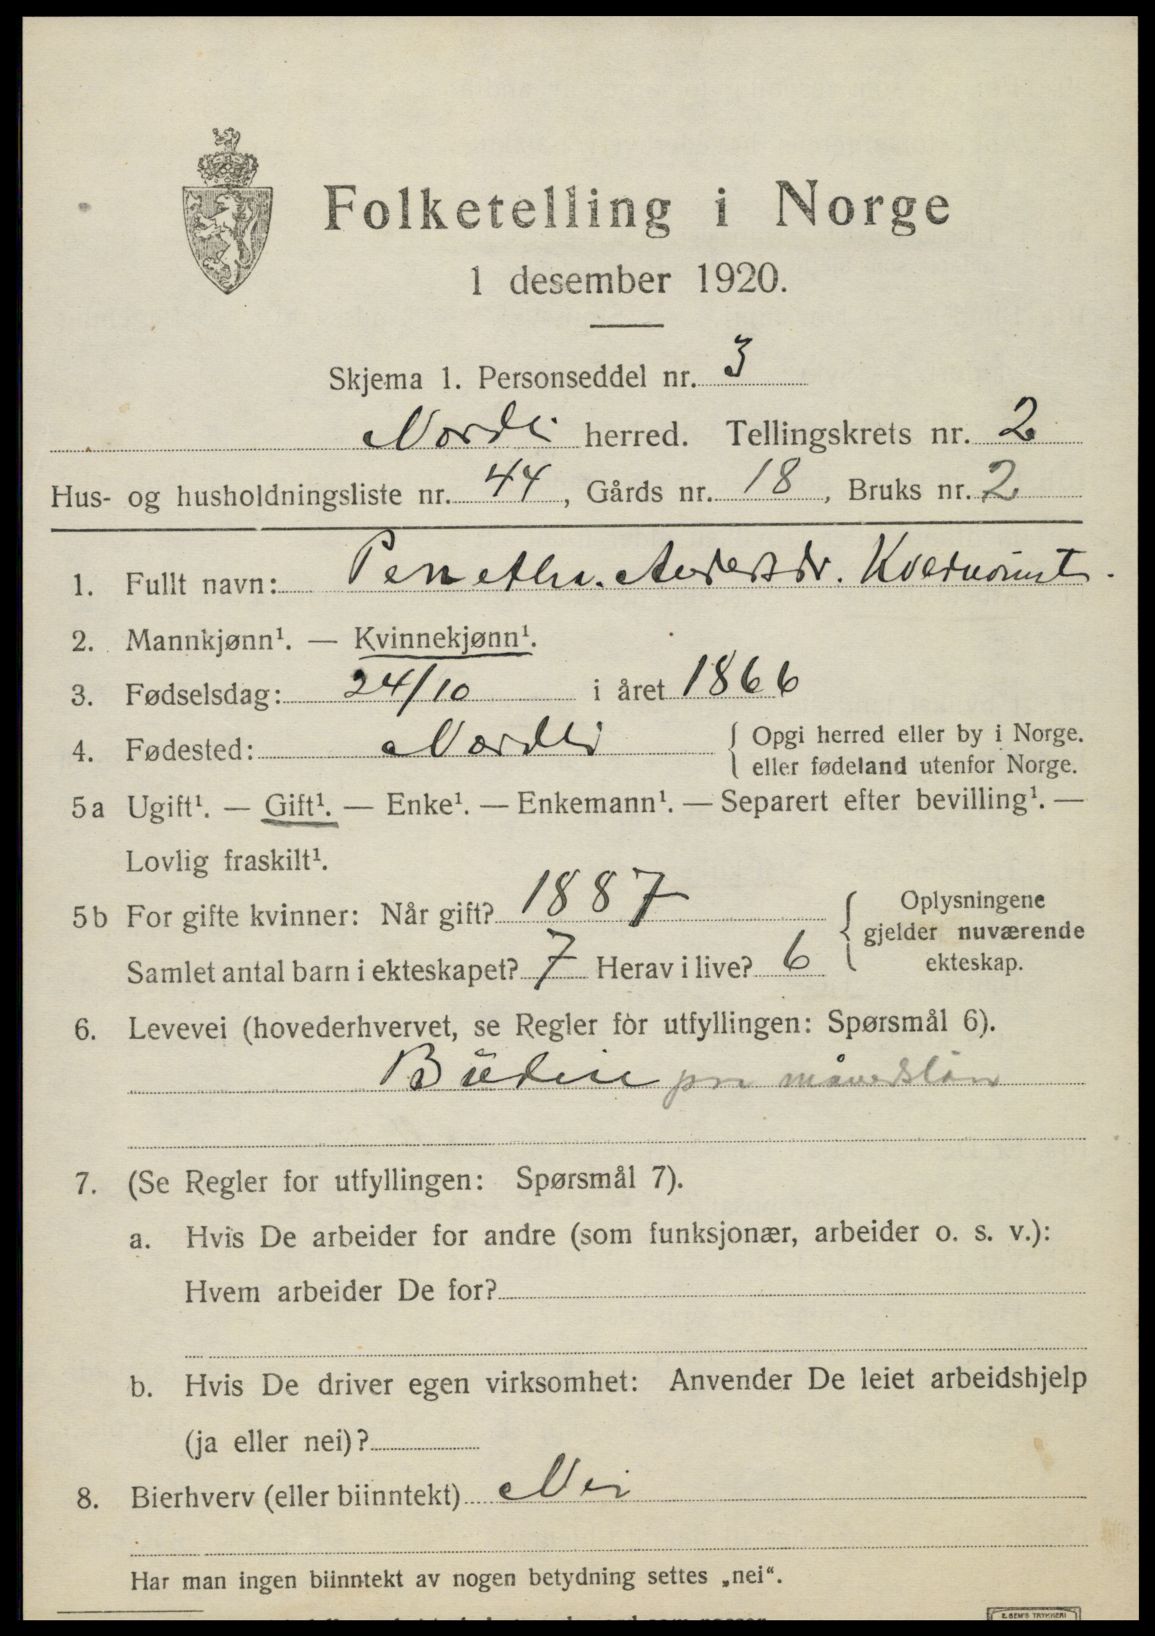 Folketelling i Norge
1 desember 1920.
Skjema 1. Personseddel nr. 3
Nordli herred. Tellingskrets nr. 2
Hus- og husholdningsliste nr. 44, Gårds nr. 18, Bruks nr. 2
1. Fullt navn: Andersdr.
2. Mannkjønn¹. — Kvinnekjønn¹.
3. Fødselsdag: 24/10 i året 1866
4. Fødested: Nordli { Opgi herred eller by i Norge.
eller fødeland utenfor Norge.
5a Ugift¹. — Gift¹. — Enke¹. — Enkemann¹. — Separert efter bevilling¹. —
Lovlig fraskilt¹.
5b For gifte kvinner: Når gift? 1887
Samlet antal barn i ekteskapet? 7 Herav i live? 6
{ Oplysningene
gjelder nuværende
ekteskap.
6. Levevei (hovederhvervet, se Regler for utfyllingen: Spørsmål 6).
Budeie månedsløn
7. (Se Regler for utfyllingen: Spørsmål 7).
a. Hvis De arbeider for andre (som funksjonær, arbeider o. s. v.):
Hvem arbeider De for?
b. Hvis De driver egen virksomhet: Anvender De leiet arbeidshjelp
(ja eller nei)?
8. Bierhverv (eller biinntekt) Nei
Har man ingen biinntekt av nogen betydning settes „nei“.